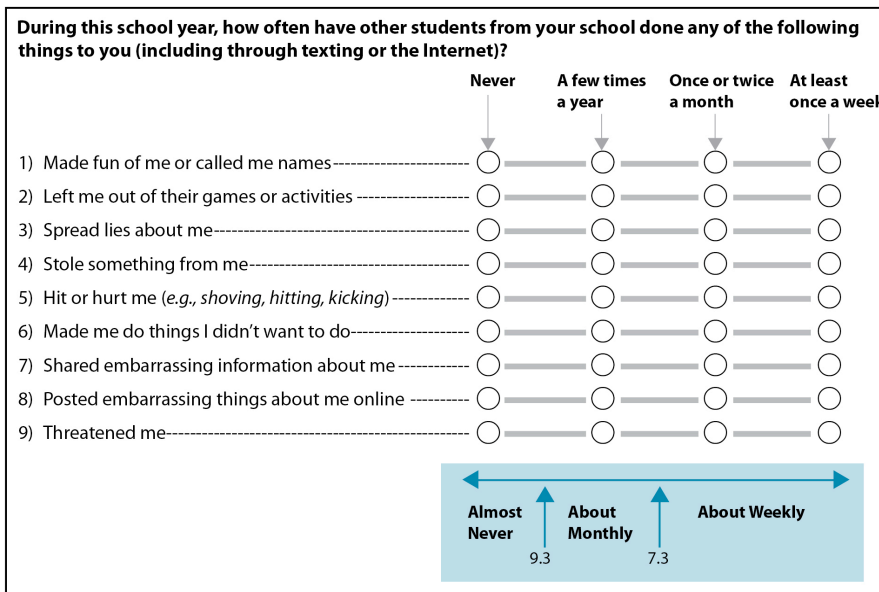 During this school year, how often have other students from your school done any of the following
things to you (including through texting or the Internet)?
Never A few times Once or twice At least
a year a month once a week
1) Made fun of me or called me names
2) Left me out of their games or activities
3) Spread lies about me
4) Stole something from me
5) Hit or hurt me (e.g., shoving, hitting, kicking)
6) Made me do things I didn't want to do
7) Shared embarrassing information about me
8) Posted embarrassing things about me online
9) Threatened me
Almost About About Weekly
Never Monthly
9.3 7.3